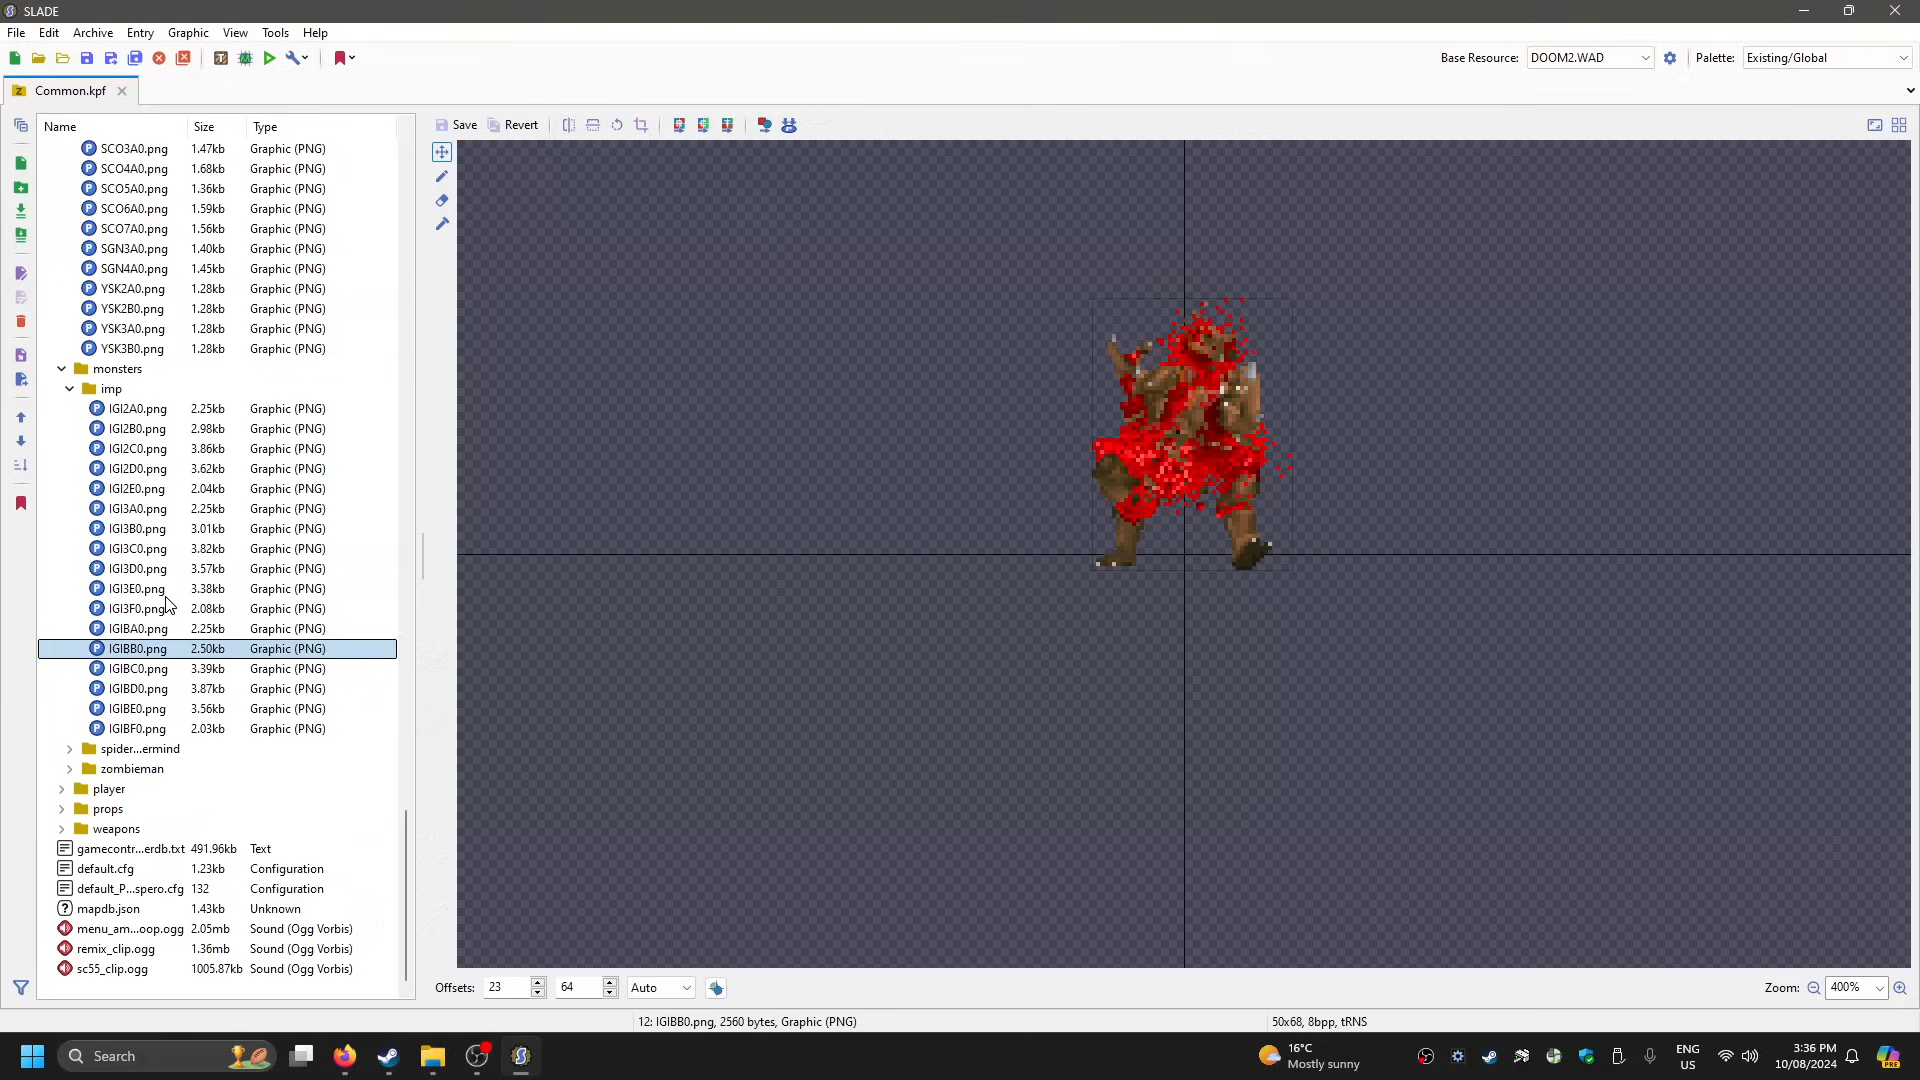 SLADE
File Edit Archive Entry Graphic View Tools Help
Base Resource: DOOM2.WAD Palette: Existing/Global
Common.kpf
Name Size Type
Save Revert
SCO3A0.png 1.47kb Graphic (PNG)
SCO4A0.png 1.68kb Graphic (PNG)
SCO5A0.png 1.36kb Graphic (PNG)
SCO6A0.png 1.59kb Graphic (PNG)
SCO7A0.png 1.56kb Graphic (PNG)
SGN3A0.png 1.40kb Graphic (PNG)
SGN4A0.png 1.45kb Graphic (PNG)
YSK2A0.png 1.28kb Graphic (PNG)
YSK2B0.png 1.28kb Graphic (PNG)
YSK3A0.png 1.28kb Graphic (PNG)
YSK3B0.png 1.28kb Graphic (PNG)
monsters
imp
IGI2A0.png 2.25kb Graphic (PNG)
IGI2B0.png 2.98kb Graphic (PNG)
IGI2C0.png 3.86kb Graphic (PNG)
IGI2D0.png 3.62kb Graphic (PNG)
IGI2E0.png 2.04kb Graphic (PNG)
IGI3A0.png 2.25kb Graphic (PNG)
IGI3B0.png 3.01kb Graphic (PNG)
IGI3C0.png 3.82kb Graphic (PNG)
IGI3D0.png 3.57kb Graphic (PNG)
IGI3E0.png 3.38kb Graphic (PNG)
IGI3F0.png 2.08kb Graphic (PNG)
IGIBA0.png 2.25kb Graphic (PNG)
IGIBB0.png 2.50kb Graphic (PNG)
IGIBC0.png 3.39kb Graphic (PNG)
IGIBD0.png 3.87kb Graphic (PNG)
IGIBE0.png 3.56kb Graphic (PNG)
IGIBF0.png 2.03kb Graphic (PNG)
spider...ermind
zombieman
player
props
weapons
gamecontr...erdb.txt 491.96kb Text
default.cfg 1.23kb Configuration
default_P...spero.cfg 132 Configuration
mapdb.json 1.43kb Unknown
menu_am...oop.ogg 2.05mb Sound (Ogg Vorbis)
remix_clip.ogg 1.36mb Sound (Ogg Vorbis)
sc55_clip.ogg 1005.87kb Sound (Ogg Vorbis)
Offsets: 23 64 Auto Zoom: 400%
12: IGIBB0.png, 2560 bytes, Graphic (PNG) 50x68, 8bpp, tRNS
Search
16°C
Mostly sunny
ENG
US
3:36 PM
10/08/2024